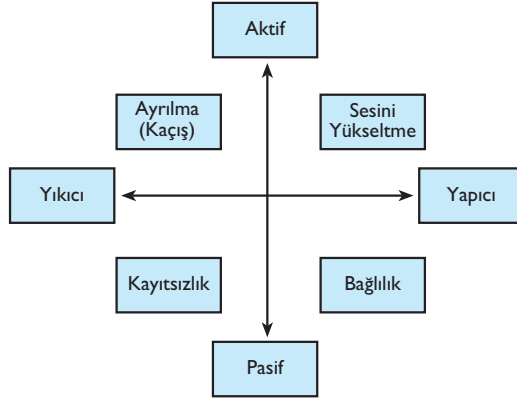 Aktif
Ayrılma
(Kaçış)
Sesini
Yükseltme
Yıkıcı
Yapıcı
Kayıtsızlık
Bağlılık
Pasif